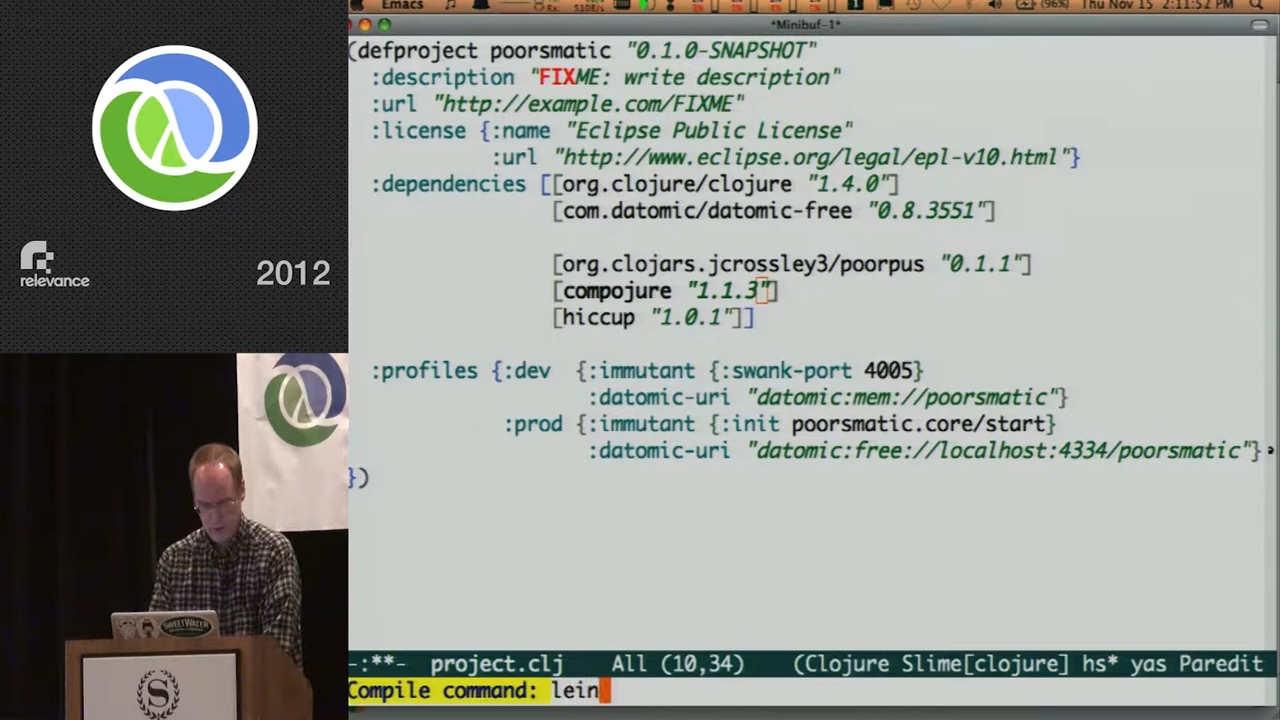 Emacs
Thu Nov 15 2:11:52 PM
*Minibuf-1*
(defproject poorsmatic "0.1.0-SNAPSHOT"
:description "FIXME: write description"
:url "http://example.com/FIXME"
:license {:name "Eclipse Public License"
:url "http://www.eclipse.org/legal/epl-v10.html"}
:dependencies [[org.clojure/clojure "1.4.0"]
[com.datomic/datomic-free "0.8.3551"]
[org.clojars.jcrossley3/poorpus "0.1.1"]
[compojure "1.1.3"]
[hiccup "1.0.1"]]
:profiles {:dev {:immutant {:swank-port 4005}
:datomic-uri "datomic:mem://poorsmatic"}
:prod {:immutant {:init poorsmatic.core/start}
:datomic-uri "datomic:free://localhost:4334/poorsmatic"}
})
-:**- project.clj All (10,34) (Clojure Slime[clojure] hs* yas Paredit
Compile command: lein
relevance
2012
SWEETWATER
S